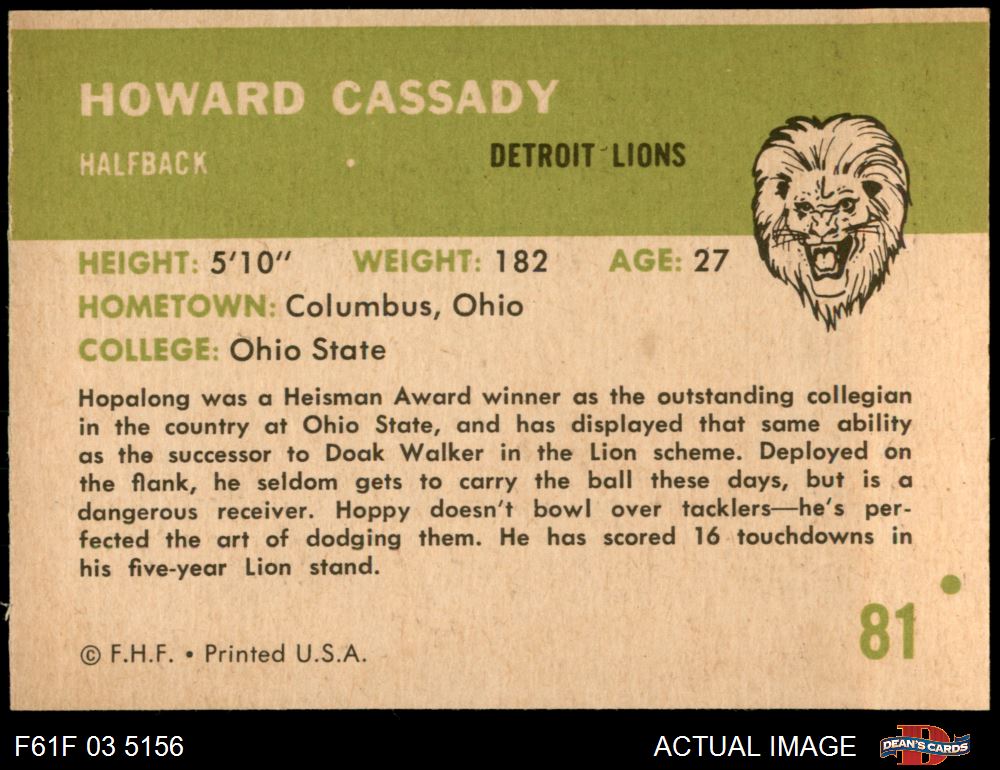 HOWARD CASSADY
HALFBACK • DETROIT LIONS
HEIGHT: 5'10" WEIGHT: 182 AGE: 27
HOMETOWN: Columbus, Ohio
COLLEGE: Ohio State
Hopalong was a Heisman Award winner as the outstanding collegian
in the country at Ohio State, and has displayed that same ability
as the successor to Doak Walker in the Lion scheme. Deployed on
the flank, he seldom gets to carry the ball these days, but is a
dangerous receiver. Hoppy doesn't bowl over tacklers—he's per-
fected the art of dodging them. He has scored 16 touchdowns in
his five-year Lion stand.
81
© F.H.F. • Printed U.S.A.
F61F 03 5156 ACTUAL IMAGE D DEAN'S CARDS